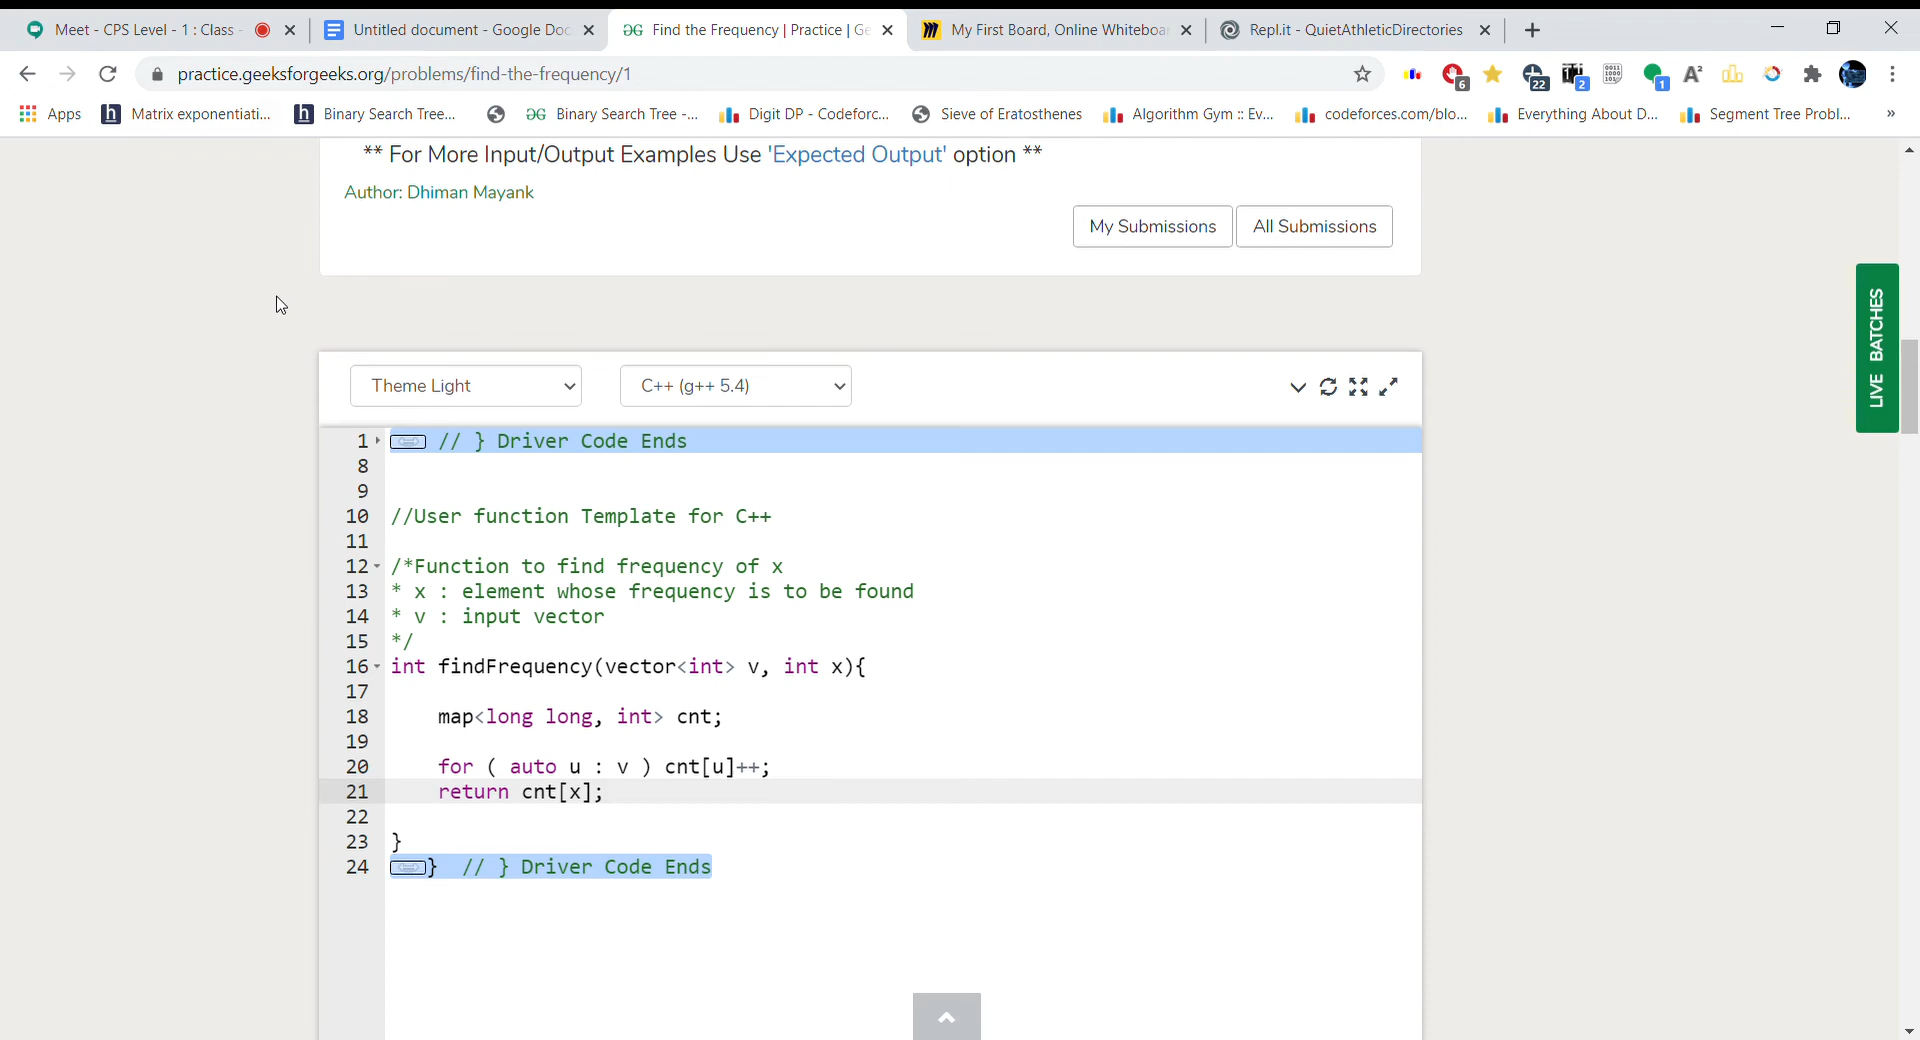 Meet - CPS Level - 1 : Class -
Untitled document - Google Doc
Find the Frequency | Practice | Ge
My First Board, Online Whiteboar
Repl.it - QuietAthleticDirectories
practice.geeksforgeeks.org/problems/find-the-frequency/1
6
22
2
1
Apps
Matrix exponentiati...
Binary Search Tree...
Binary Search Tree -...
Digit DP - Codeforc...
Sieve of Eratosthenes
Algorithm Gym :: Ev...
codeforces.com/blo...
Everything About D...
Segment Tree Probl...
»
** For More Input/Output Examples Use 'Expected Output' option **
Author: Dhiman Mayank
My Submissions
All Submissions
LIVE BATCHES
Theme Light
C++ (g++ 5.4)
1 // } Driver Code Ends
8
9
10 //User function Template for C++
11
12 /*Function to find frequency of x
13 * x : element whose frequency is to be found
14 * v : input vector
15 */
16 int findFrequency(vector<int> v, int x){
17
18 map<long long, int> cnt;
19
20 for ( auto u : v ) cnt[u]++;
21 return cnt[x];
22
23 }
24 } // } Driver Code Ends